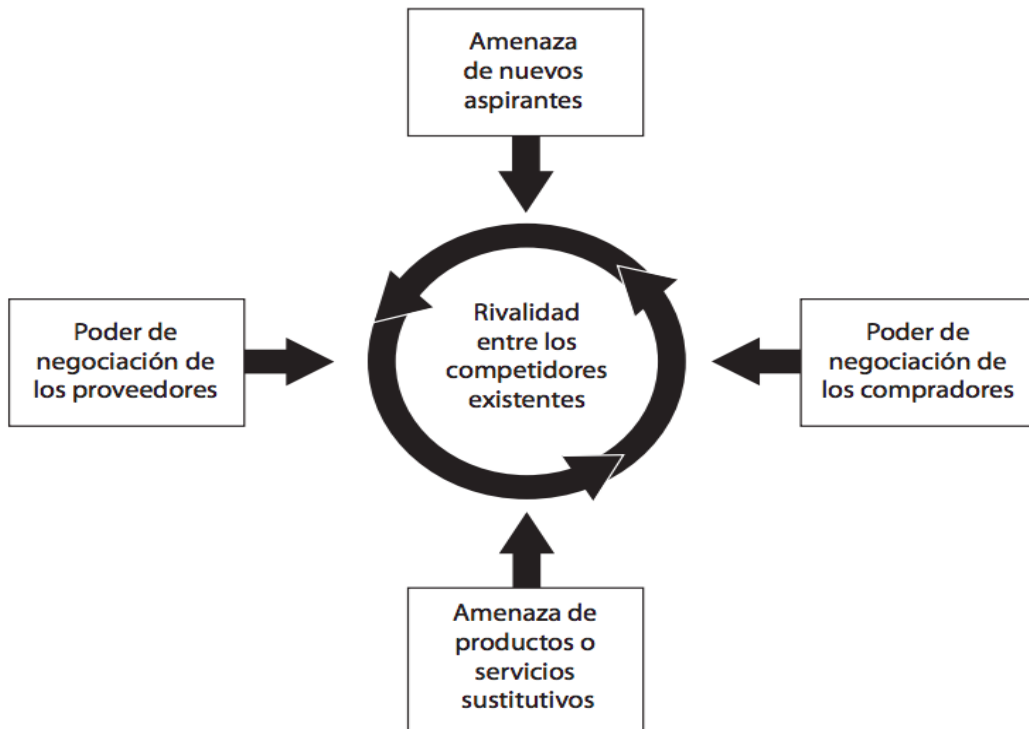 Amenaza
de nuevos
aspirantes
Poder de
negociación de
los proveedores
Rivalidad
entre los
competidores
existentes
Poder de
negociación de
los compradores
Amenaza de
productos o
servicios
sustitutivos